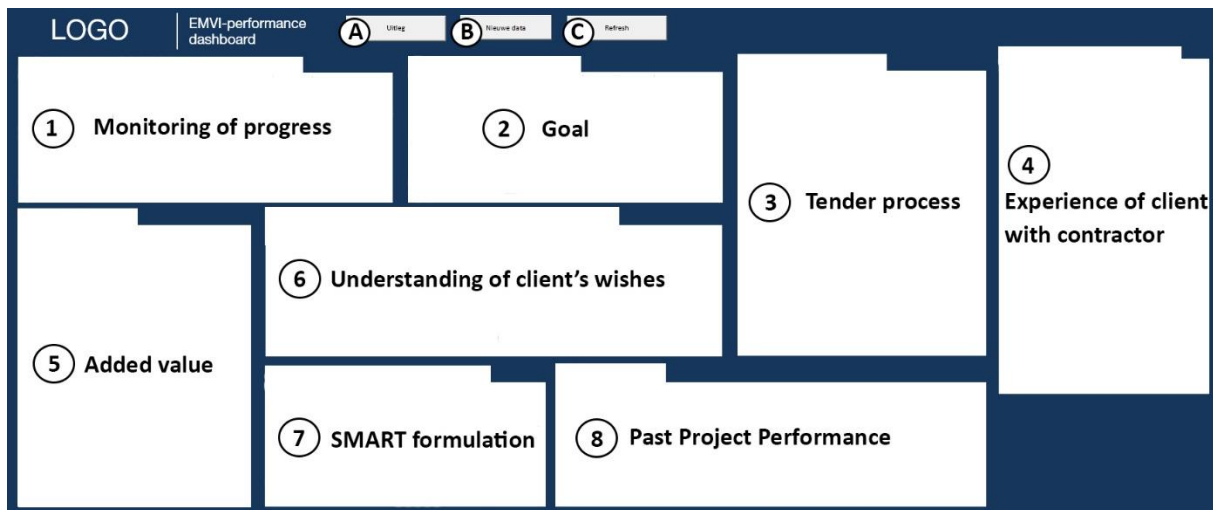 LOGO
EMVI-performance
dashboard
A Uitleg
B Nieuwe data
C Refresh
1 Monitoring of progress
2 Goal
3 Tender process
4
Experience of client
with contractor
5 Added value
6 Understanding of client’s wishes
7 SMART formulation
8 Past Project Performance